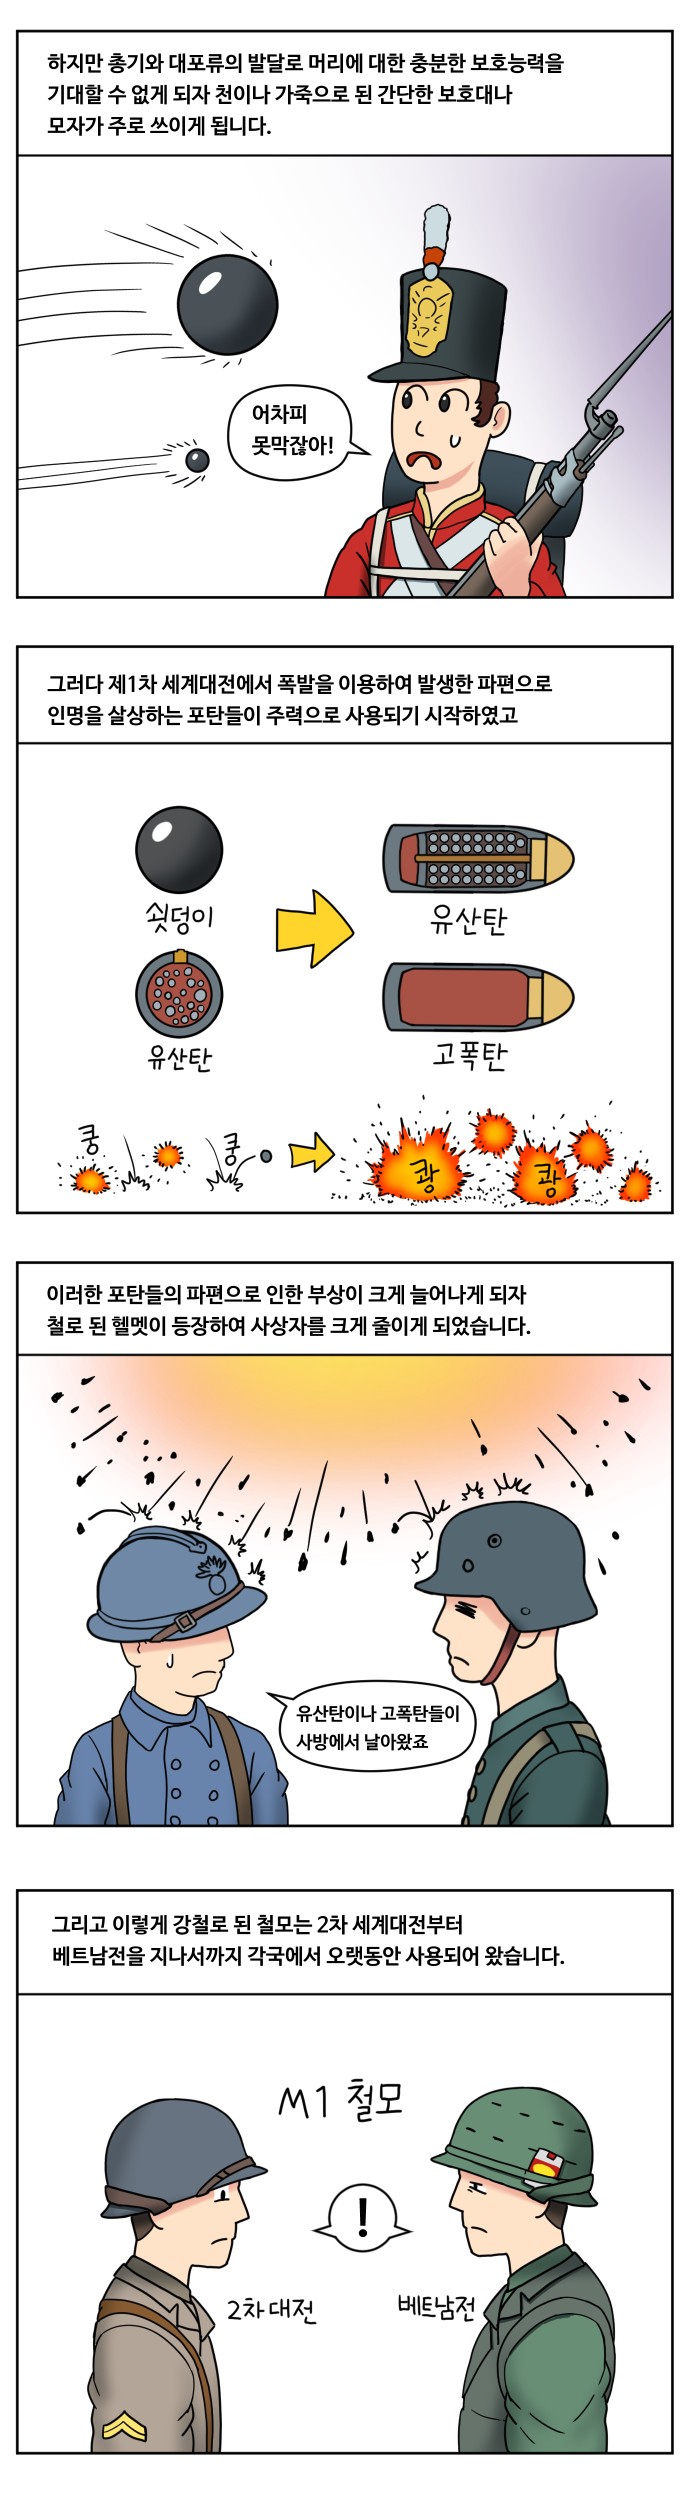 하지만 총기와 대포류의 발달로 머리에 대한 충분한 보호능력을
기대할 수 없게 되자 천이나 가죽으로 된 간단한 보호대나
모자가 주로 쓰이게 됩니다.
어차피
못막잖아!
그러다 제1차 세계대전에서 폭발을 이용하여 발생한 파편으로
인명을 살상하는 포탄들이 주력으로 사용되기 시작하였고
쇳덩이
유산탄
유산탄
고폭탄
쿵
쿵
쾅
쾅
이러한 포탄들의 파편으로 인한 부상이 크게 늘어나게 되자
철로 된 헬멧이 등장하여 사상자를 크게 줄이게 되었습니다.
유산탄이나 고폭탄들이
사방에서 날아왔죠
그리고 이렇게 강철로 된 철모는 2차 세계대전부터
베트남전을 지나서까지 각국에서 오랫동안 사용되어 왔습니다.
M1 철모
!
2차 대전
베트남전